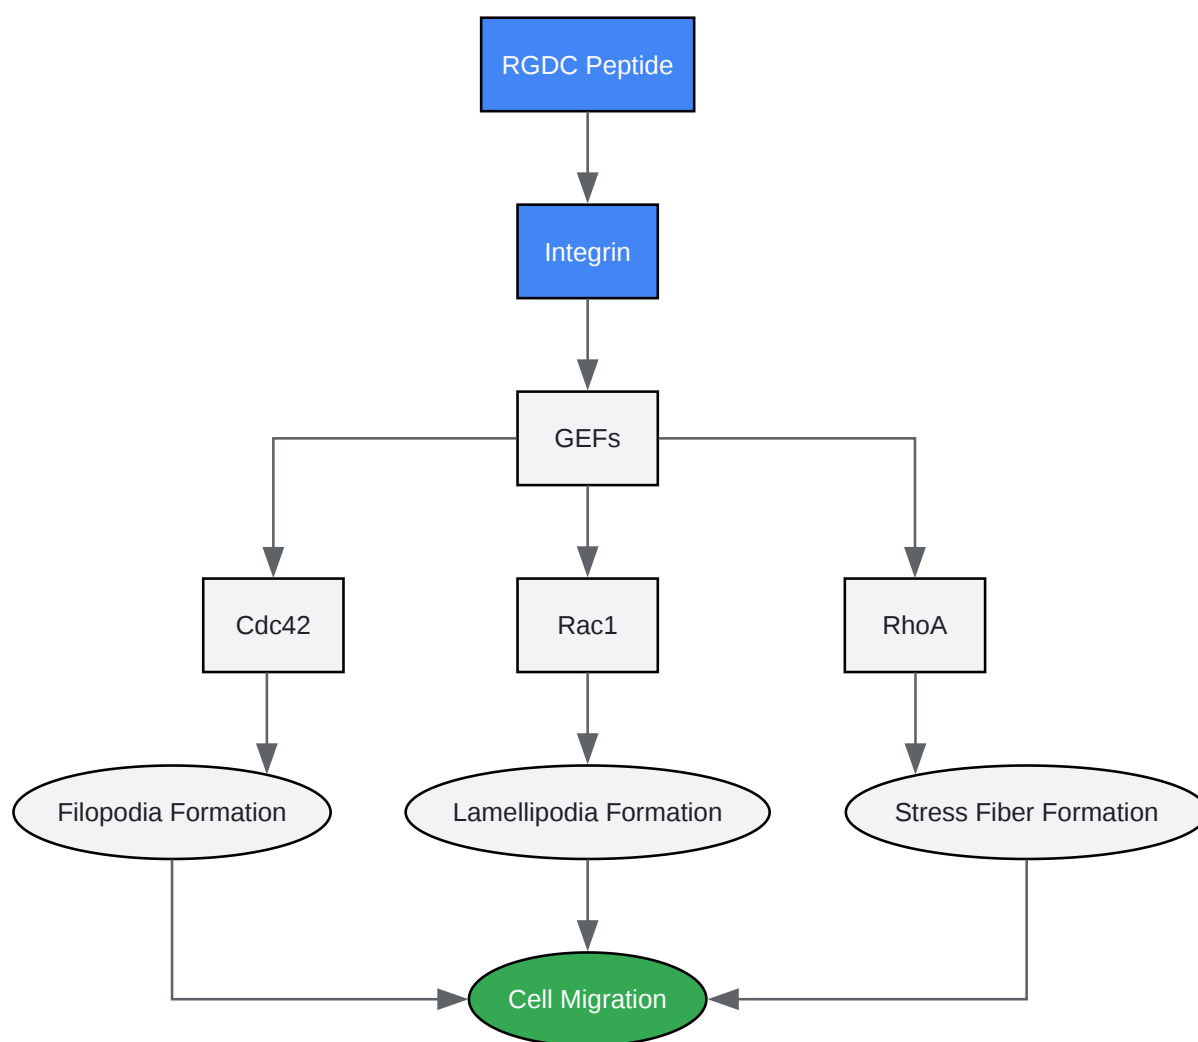 RGDC Peptide
Integrin
GEFs
Cdc42
Rac1
RhoA
Filopodia Formation
Lamellipodia Formation
Stress Fiber Formation
Cell Migration